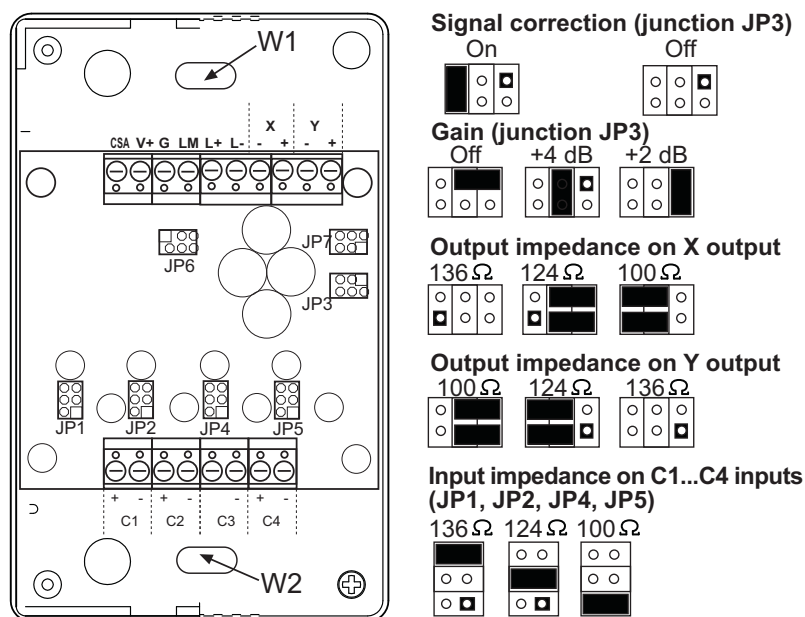 W1
X Y
CSA V+ G LM L+ L- - + - +
JP6
JP7
JP3
JP1 JP2 JP4 JP5
+ - + - - + -
C1 C2 C3 C4
W2
Signal correction (junction JP3)
On Off
Gain (junction JP3)
Off +4 dB +2 dB
Output impedance on X output
136 Ω 124 Ω 100 Ω
Output impedance on Y output
100 Ω 124 Ω 136 Ω
Input impedance on C1...C4 inputs
(JP1, JP2, JP4, JP5)
136 Ω 124 Ω 100 Ω